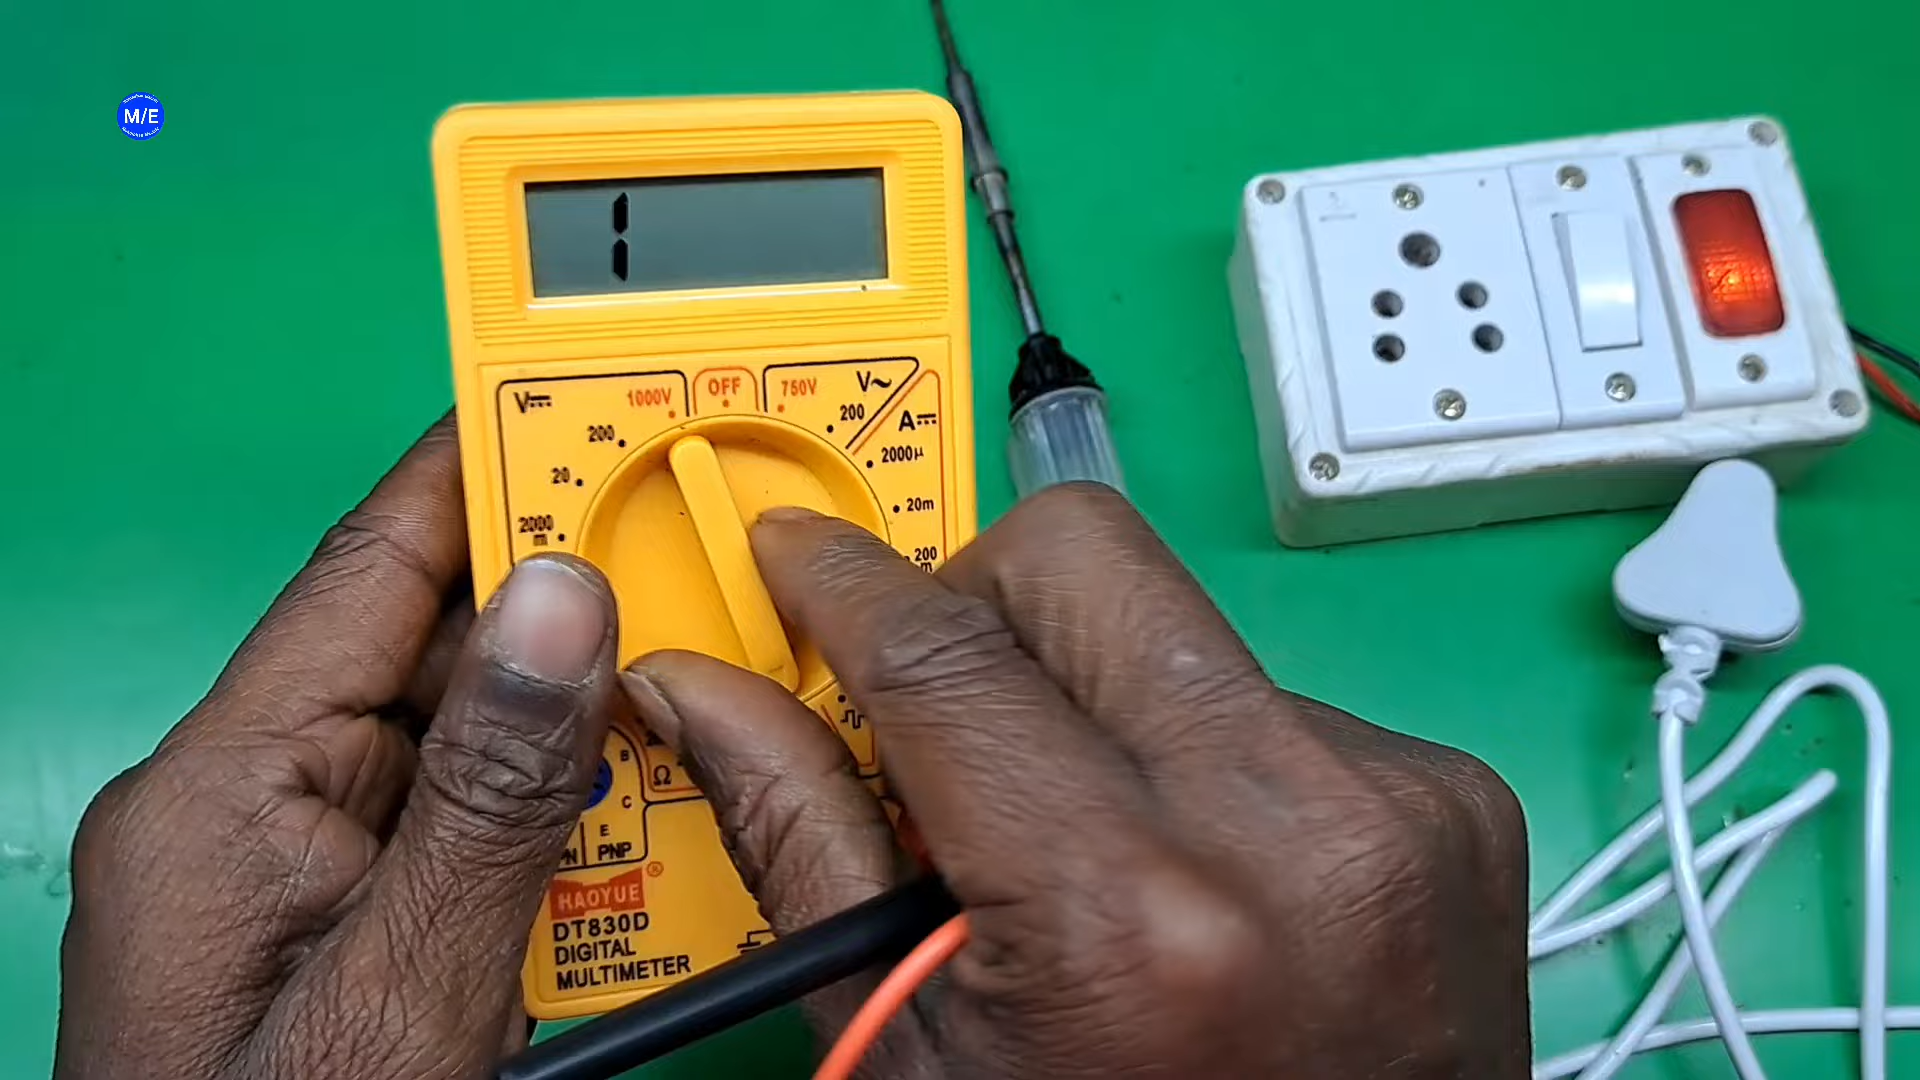 M/E
1
V⎓
1000V
OFF
750V
V~
200
200
A⎓
2000µ
20
20m
2000
m
200
m
B
Ω
C
E
PNP
HAOYUE®
DT830D
DIGITAL
MULTIMETER